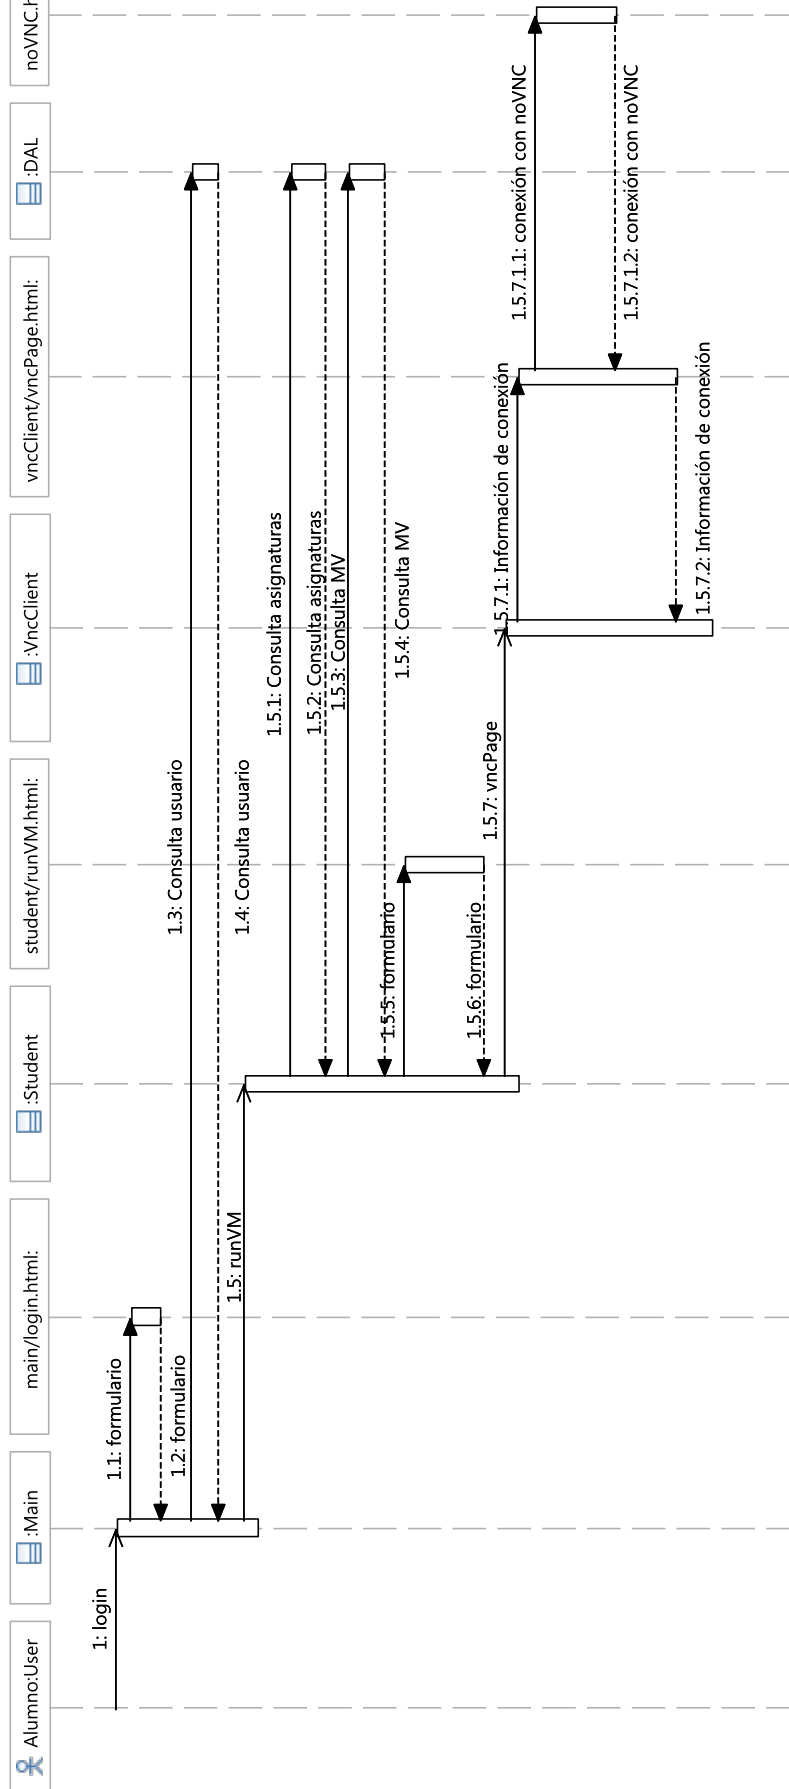 Alumno:User
:Main
main/login.html:
:Student
student/runVM.html:
:VncClient
vncClient/vncPage.html:
:DAL
noVNC.h
1: login
1.1: formulario
1.2: formulario
1.3: Consulta usuario
1.4: Consulta usuario
1.5: runVM
1.5.1: Consulta asignaturas
1.5.2: Consulta asignaturas
1.5.3: Consulta MV
1.5.4: Consulta MV
1.5.5: formulario
1.5.6: formulario
1.5.7: vncPage
1.5.7.1: Información de conexión
1.5.7.1.1: conexión con noVNC
1.5.7.1.2: conexión con noVNC
1.5.7.2: Información de conexión